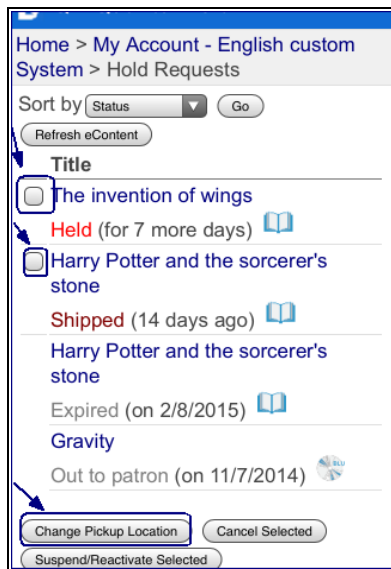 Home > My Account - English custom
System > Hold Requests
Sort by Status Go
Refresh eContent
Title
The invention of wings
Held (for 7 more days)
Harry Potter and the sorcerer's
stone
Shipped (14 days ago)
Harry Potter and the sorcerer's
stone
Expired (on 2/8/2015)
Gravity
Out to patron (on 11/7/2014) BLU
Change Pickup Location Cancel Selected
Suspend/Reactivate Selected